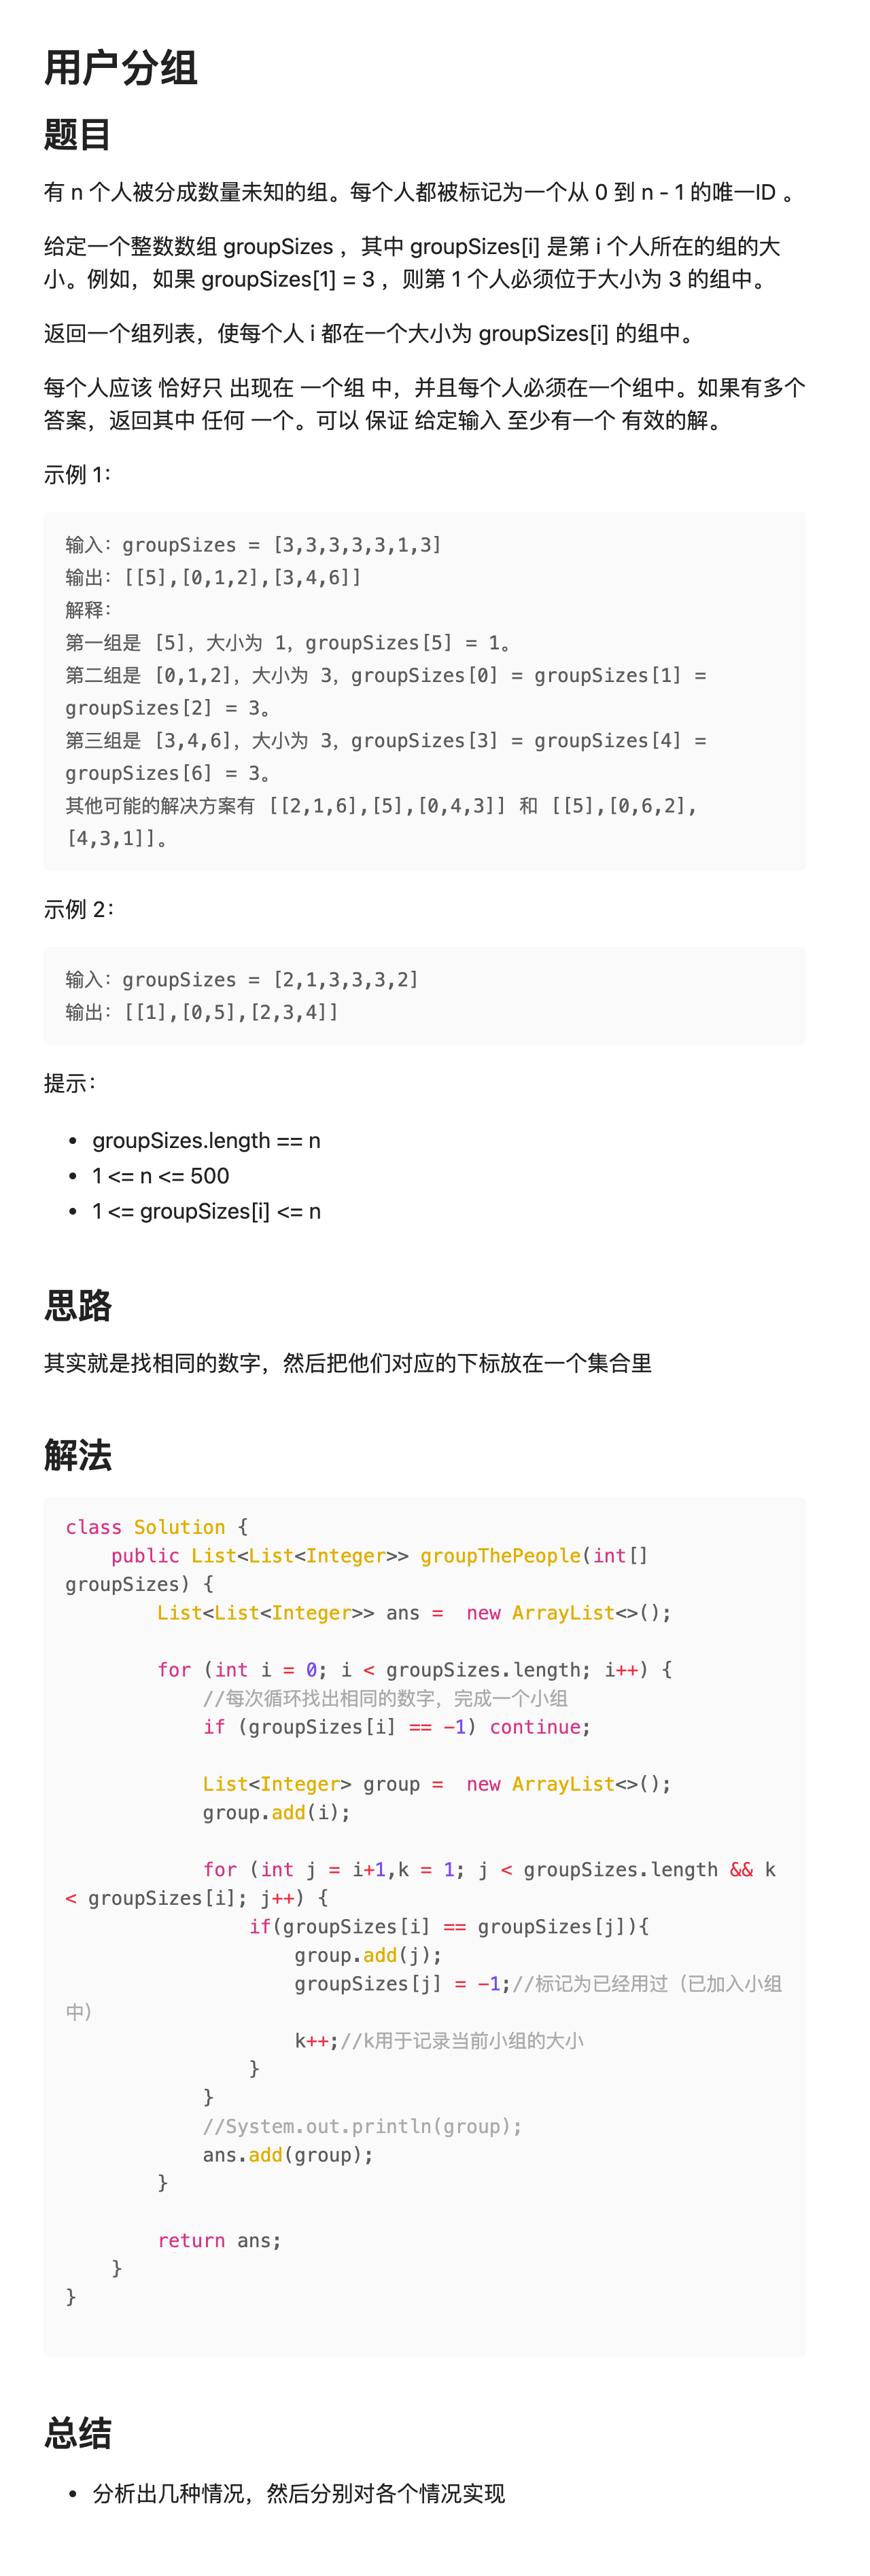 用户分组
题目
有 n 个人被分成数量未知的组。每个人都被标记为一个从 0 到 n - 1 的唯一ID 。
给定一个整数数组 groupSizes ，其中 groupSizes[i] 是第 i 个人所在的组的大
小。例如，如果 groupSizes[1] = 3 ，则第 1 个人必须位于大小为 3 的组中。
返回一个组列表，使每个人 i 都在一个大小为 groupSizes[i] 的组中。
每个人应该 恰好只 出现在 一个组 中，并且每个人必须在一个组中。如果有多个
答案，返回其中 任何 一个。可以 保证 给定输入 至少有一个 有效的解。
示例 1：
输入：groupSizes = [3,3,3,3,3,1,3]
输出：[[5],[0,1,2],[3,4,6]]
解释：
第一组是 [5]，大小为 1，groupSizes[5] = 1。
第二组是 [0,1,2]，大小为 3，groupSizes[0] = groupSizes[1] =
groupSizes[2] = 3。
第三组是 [3,4,6]，大小为 3，groupSizes[3] = groupSizes[4] =
groupSizes[6] = 3。
其他可能的解决方案有 [[2,1,6],[5],[0,4,3]] 和 [[5],[0,6,2],
[4,3,1]]。
示例 2：
输入：groupSizes = [2,1,3,3,3,2]
输出：[[1],[0,5],[2,3,4]]
提示：
• groupSizes.length == n
• 1 <= n <= 500
• 1 <= groupSizes[i] <= n
思路
其实就是找相同的数字，然后把他们对应的下标放在一个集合里
解法
class Solution {
    public List<List<Integer>> groupThePeople(int[]
groupSizes) {
        List<List<Integer>> ans =  new ArrayList<>();
        for (int i = 0; i < groupSizes.length; i++) {
            //每次循环找出相同的数字，完成一个小组
            if (groupSizes[i] == -1) continue;
            List<Integer> group =  new ArrayList<>();
            group.add(i);
            for (int j = i+1,k = 1; j < groupSizes.length && k
< groupSizes[i]; j++) {
                if(groupSizes[i] == groupSizes[j]){
                    group.add(j);
                    groupSizes[j] = -1;//标记为已经用过（已加入小组
中）
                    k++;//k用于记录当前小组的大小
                }
            }
            //System.out.println(group);
            ans.add(group);
        }
        return ans;
    }
}
总结
• 分析出几种情况，然后分别对各个情况实现